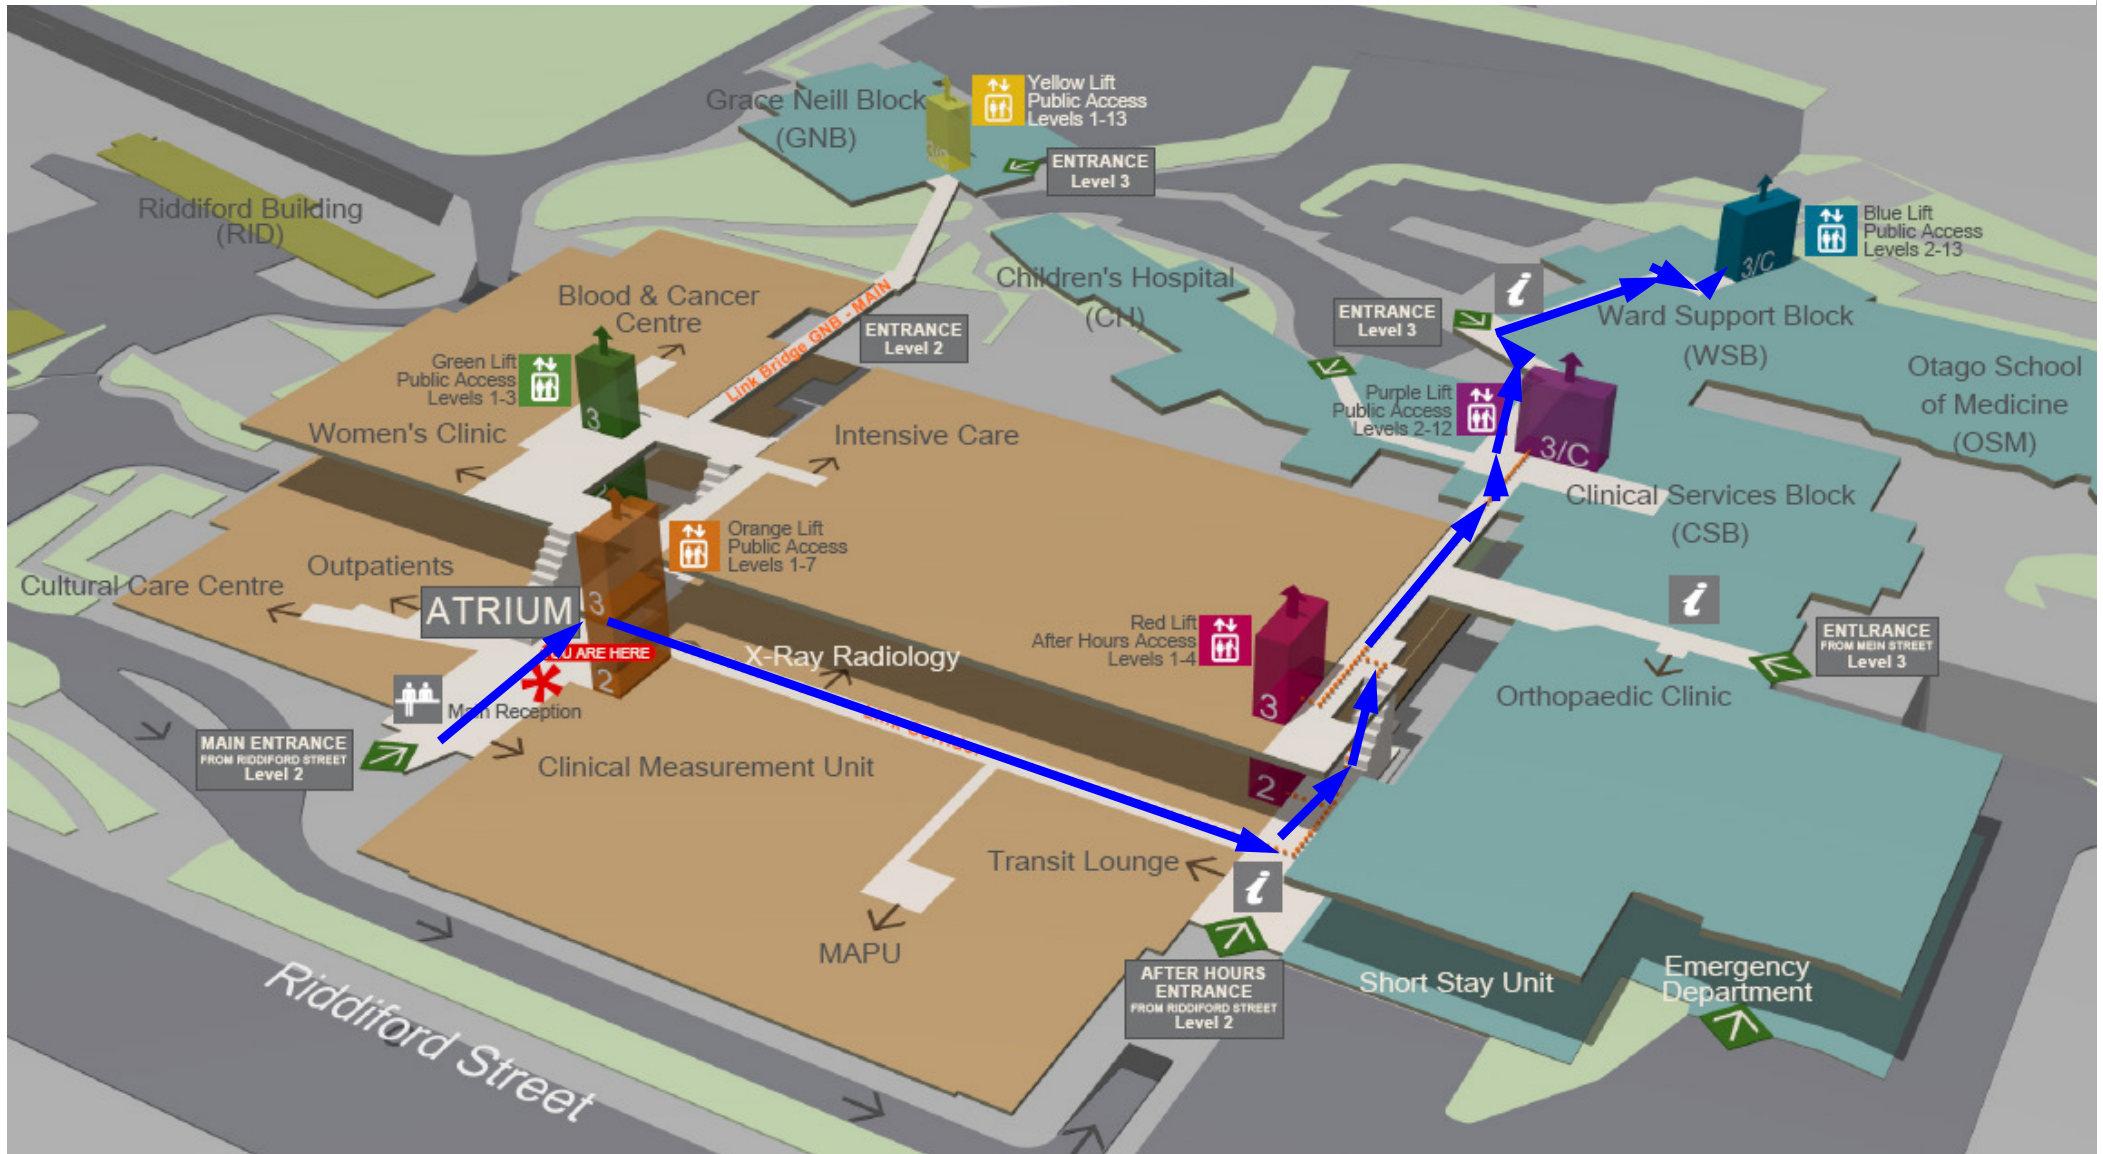 Grace Neill Block
(GNB)
3/C
Yellow Lift
Public Access
Levels 1-13
ENTRANCE
Level 3
Riddiford Building
(RID)
Blue Lift
Public Access
Levels 2-13
3/C
Children's Hospital
(CH)
Blood & Cancer
Centre
Link Bridge GNB - MAIN
ENTRANCE
Level 2
ENTRANCE
Level 3
i
Ward Support Block
(WSB)
Otago School
of Medicine
(OSM)
Green Lift
Public Access
Levels 1-3
3
Purple Lift
Public Access
Levels 2-12
3/C
Women's Clinic
Intensive Care
Clinical Services Block
(CSB)
Orange Lift
Public Access
Levels 1-7
Outpatients
Cultural Care Centre
ATRIUM
3
2
YOU ARE HERE
X-Ray Radiology
Red Lift
After Hours Access
Levels 1-4
3
2
i
ENTLRANCE
FROM MEIN STREET
Level 3
Orthopaedic Clinic
Main Reception
MAIN ENTRANCE
FROM RIDDIFORD STREET
Level 2
Clinical Measurement Unit
Transit Lounge
i
MAPU
AFTER HOURS
ENTRANCE
FROM RIDDIFORD STREET
Level 2
Short Stay Unit
Emergency
Department
Riddiford Street